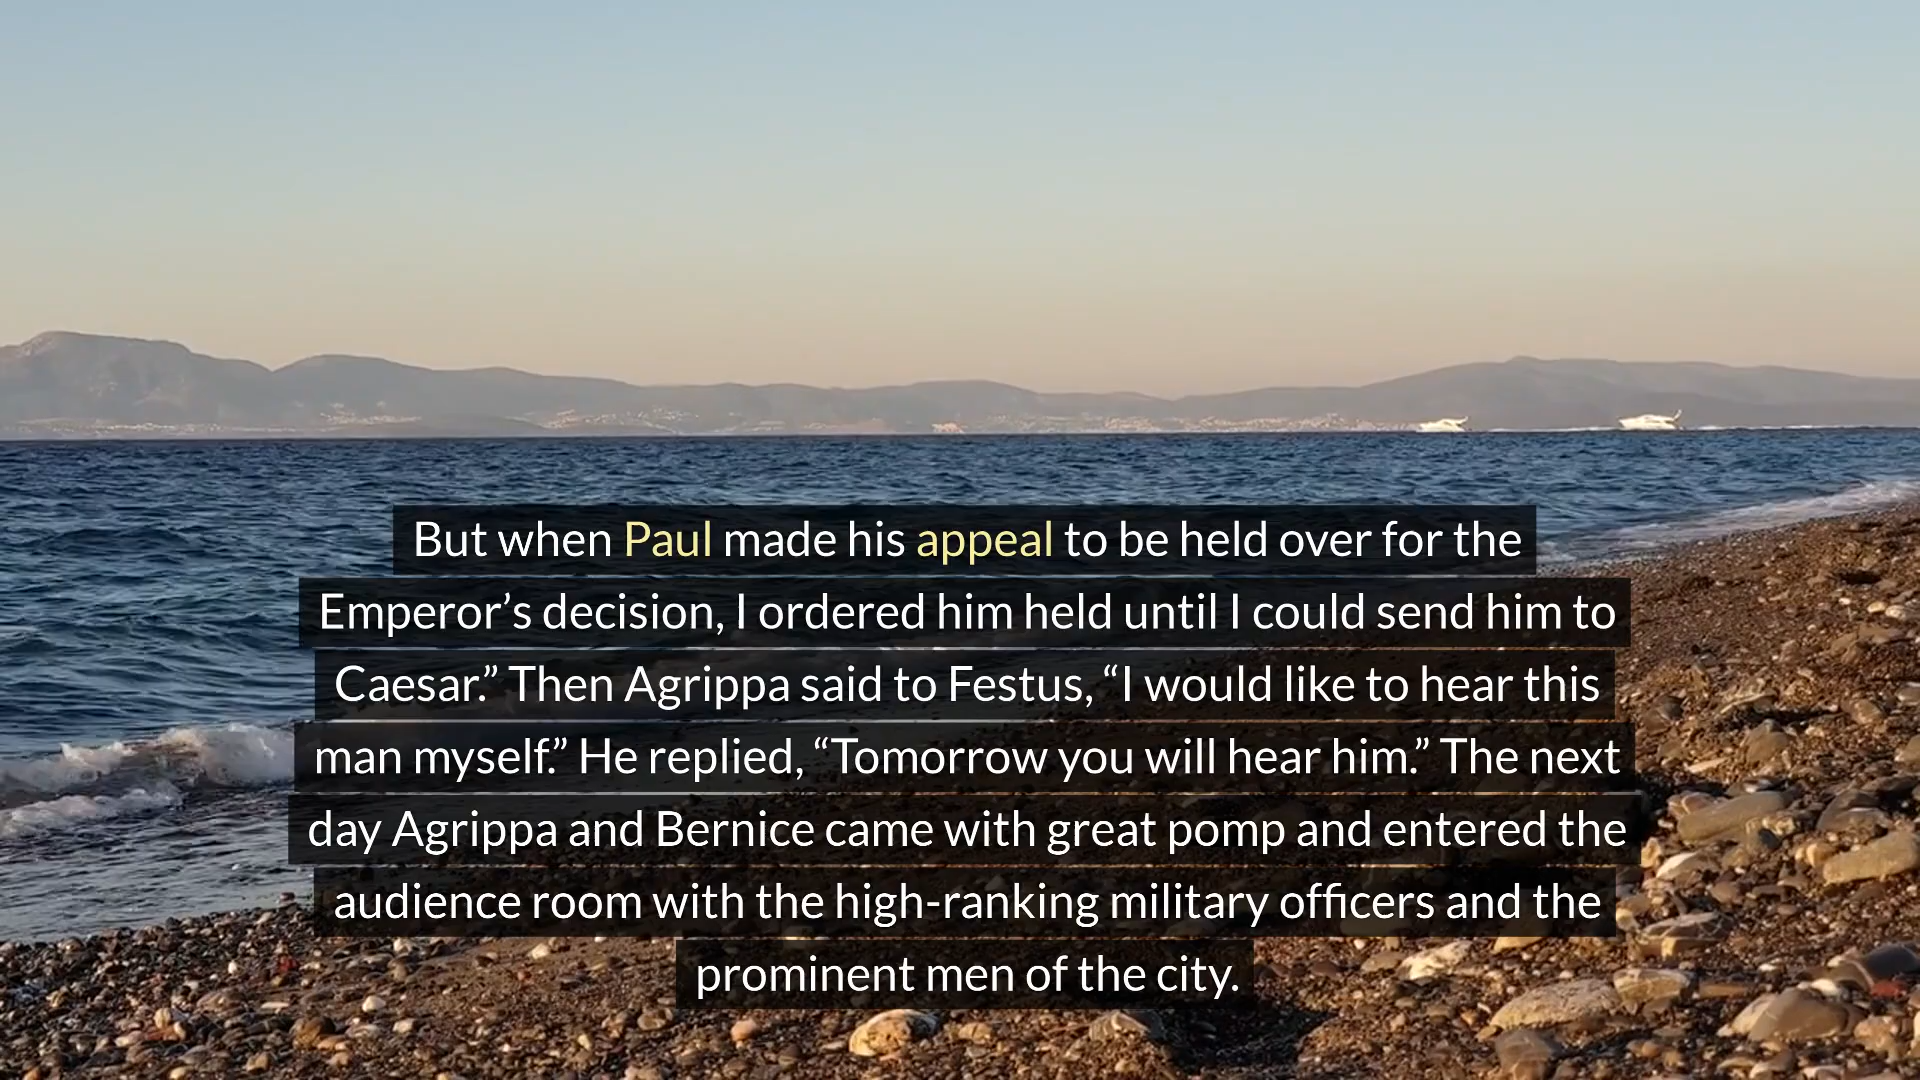 But when Paul made his appeal to be held over for the
Emperor’s decision, I ordered him held until I could send him to
Caesar.” Then Agrippa said to Festus, “I would like to hear this
man myself.” He replied, “Tomorrow you will hear him.” The next
day Agrippa and Bernice came with great pomp and entered the
audience room with the high-ranking military officers and the
prominent men of the city.